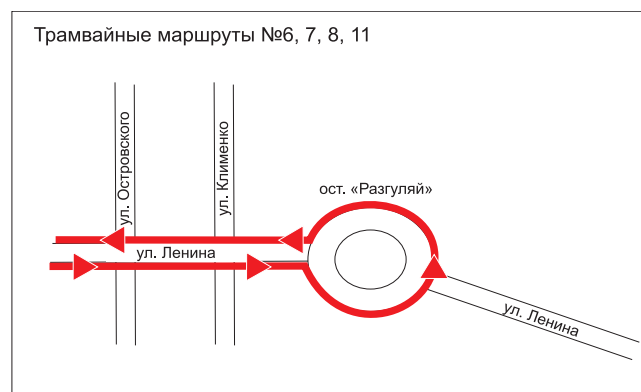 Трамвайные маршруты №6, 7, 8, 11
ул. Островского
ул. Клименко
ост. «Разгуляй»
ул. Ленина
ул. Ленина